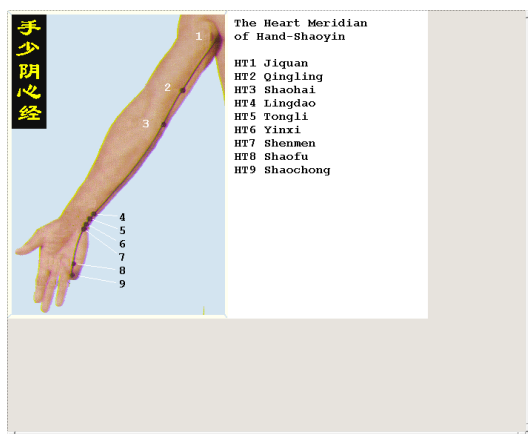 手少阴心经
The Heart Meridian
of Hand-Shaoyin
HT1 Jiquan
HT2 Qingling
HT3 Shaohai
HT4 Lingdao
HT5 Tongli
HT6 Yinxi
HT7 Shenmen
HT8 Shaofu
HT9 Shaochong
1
2
3
4
5
6
7
8
9